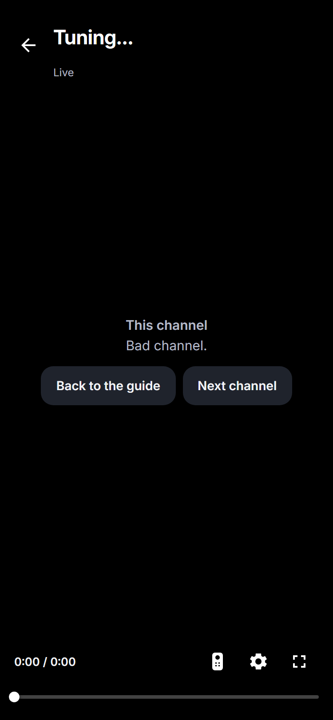 Tuning...
Live
This channel
Bad channel.
Back to the guide
Next channel
0:00 / 0:00